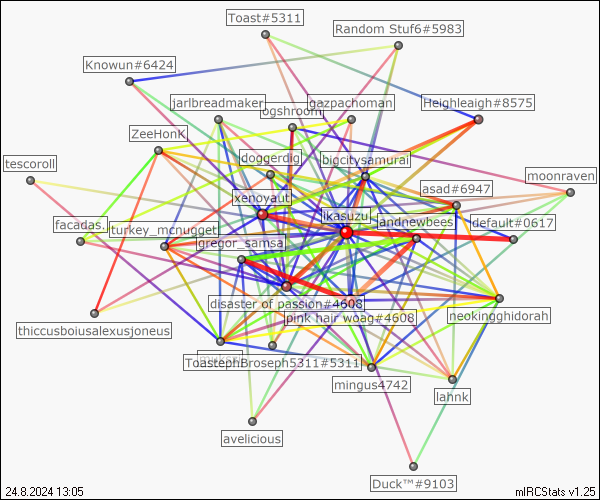 Toast#5311
Random Stuf6#5983
Knowun#6424
jarlbreadmaker
gazpachoman
ogshroom
Heighleaigh#8575
ZeeHonK
tescoroll
doggerdig
bigcitysamurai
moonraven
asad#6947
xenoyaut
ikasuzu
facadas.
turkey_mcnugget
jandnewbees
default#0617
gregor_samsa
disaster of passion#4608
pink hair woag#4608
neokingghidorah
thiccusboiusalexusjoneus
ToastephBroseph5311#5311
mingus4742
lahnk
avelicious
Duck™#9103
24.8.2024 13:05
mIRCStats v1.25